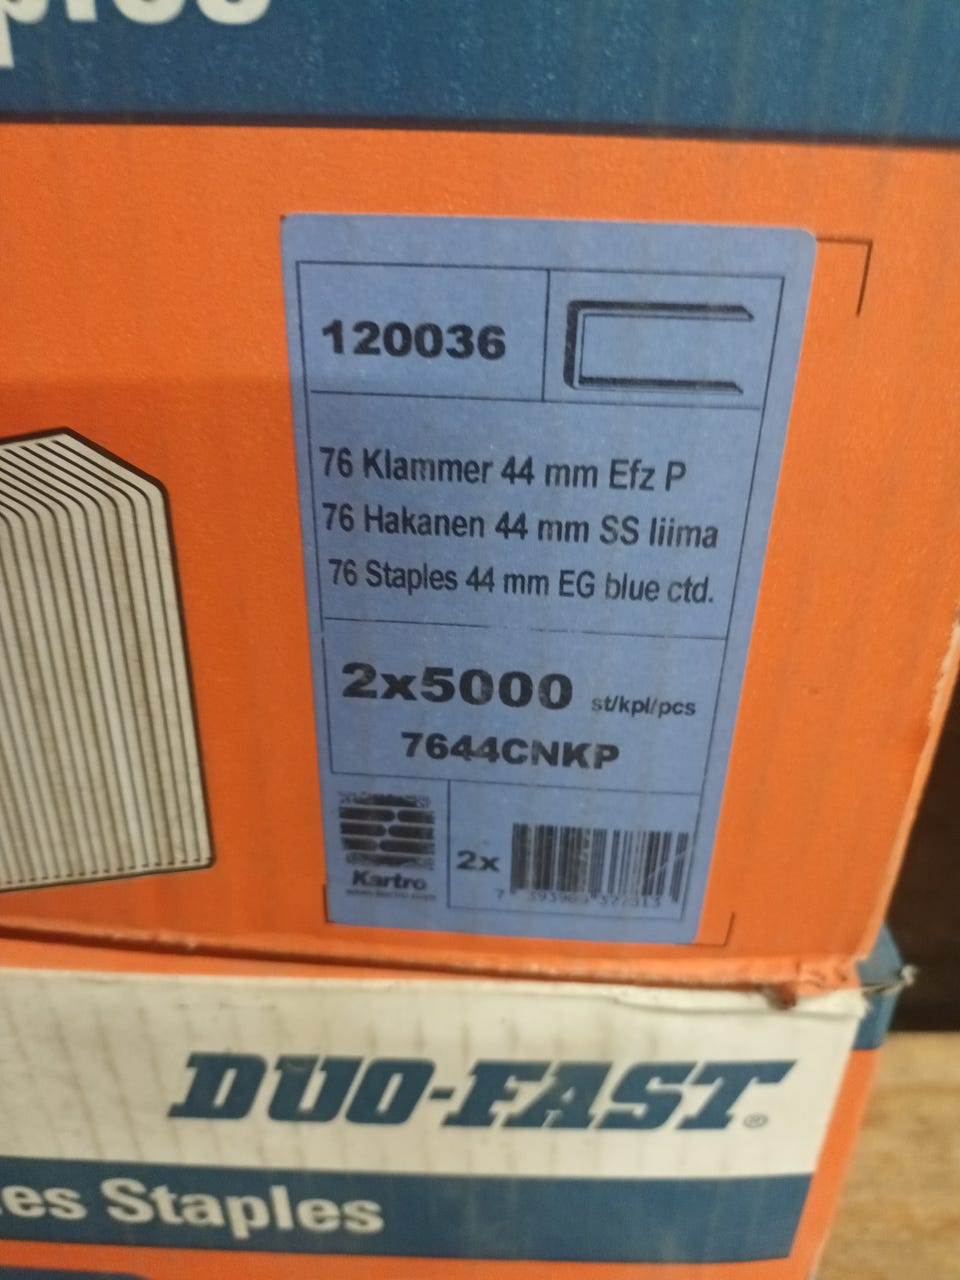 120036
76 Klammer 44 mm Efz P
76 Hakanen 44 mm SS liima
76 Staples 44 mm EG blue ctd.
2x5000 st/kpl/pcs
7644CNKP
Kartro
2x
DUO-FAST®
es Staples